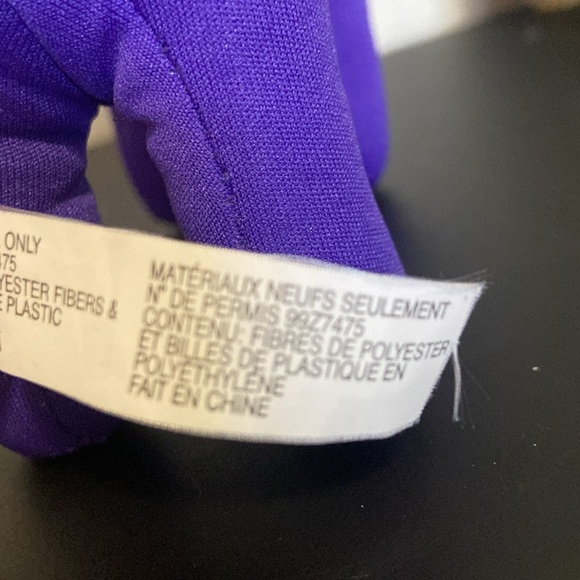 ONLY
475
YESTER FIBERS &
E PLASTIC
MATÉRIAUX NEUFS SEULEMENT
N° DE PERMIS 99Z7475
CONTENU: FIBRES DE POLYESTER
ET BILLES DE PLASTIQUE EN
POLYÉTHYLÈNE
FAIT EN CHINE